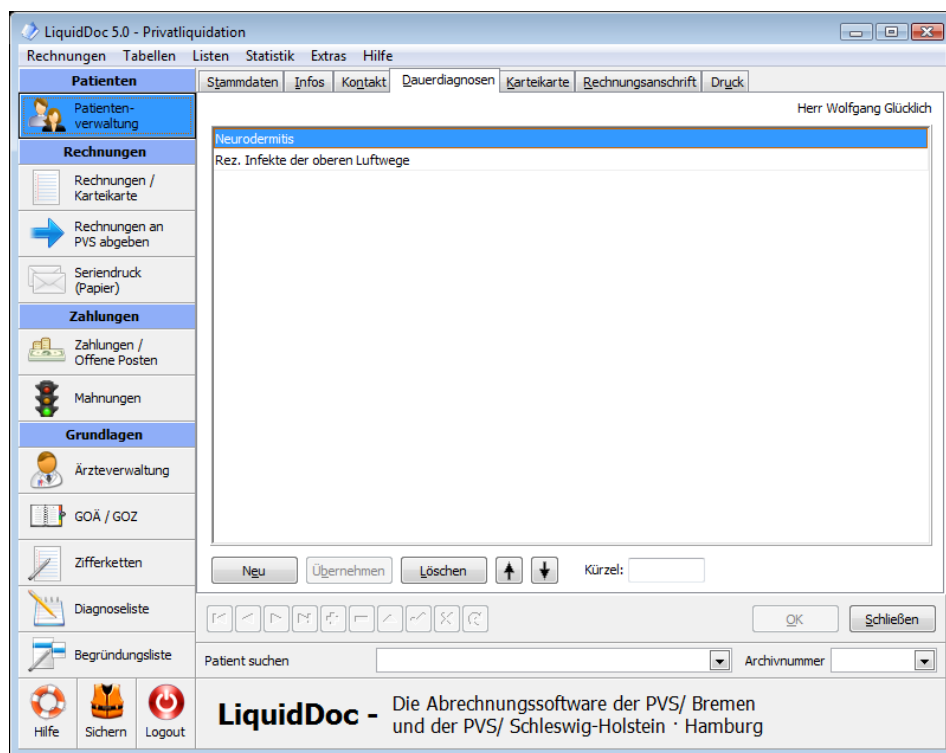 LiquidDoc 5.0 - Privatliquidation
Rechnungen Tabellen Listen Statistik Extras Hilfe
Patienten
Patienten-
verwaltung
Rechnungen
Rechnungen /
Karteikarte
Rechnungen an
PVS abgeben
Seriendruck
(Papier)
Zahlungen
Zahlungen /
Offene Posten
Mahnungen
Grundlagen
Ärzteverwaltung
GOÄ / GOZ
Zifferketten
Diagnoseliste
Begründungsliste
Hilfe Sichern Logout
Stammdaten Infos Kontakt Dauerdiagnosen Karteikarte Rechnungsanschrift Druck
Herr Wolfgang Glücklich
Neurodermitis
Rez. Infekte der oberen Luftwege
Neu Übernehmen Löschen Kürzel:
OK Schließen
Patient suchen Archivnummer
LiquidDoc - Die Abrechnungssoftware der PVS/ Bremen
und der PVS/ Schleswig-Holstein · Hamburg